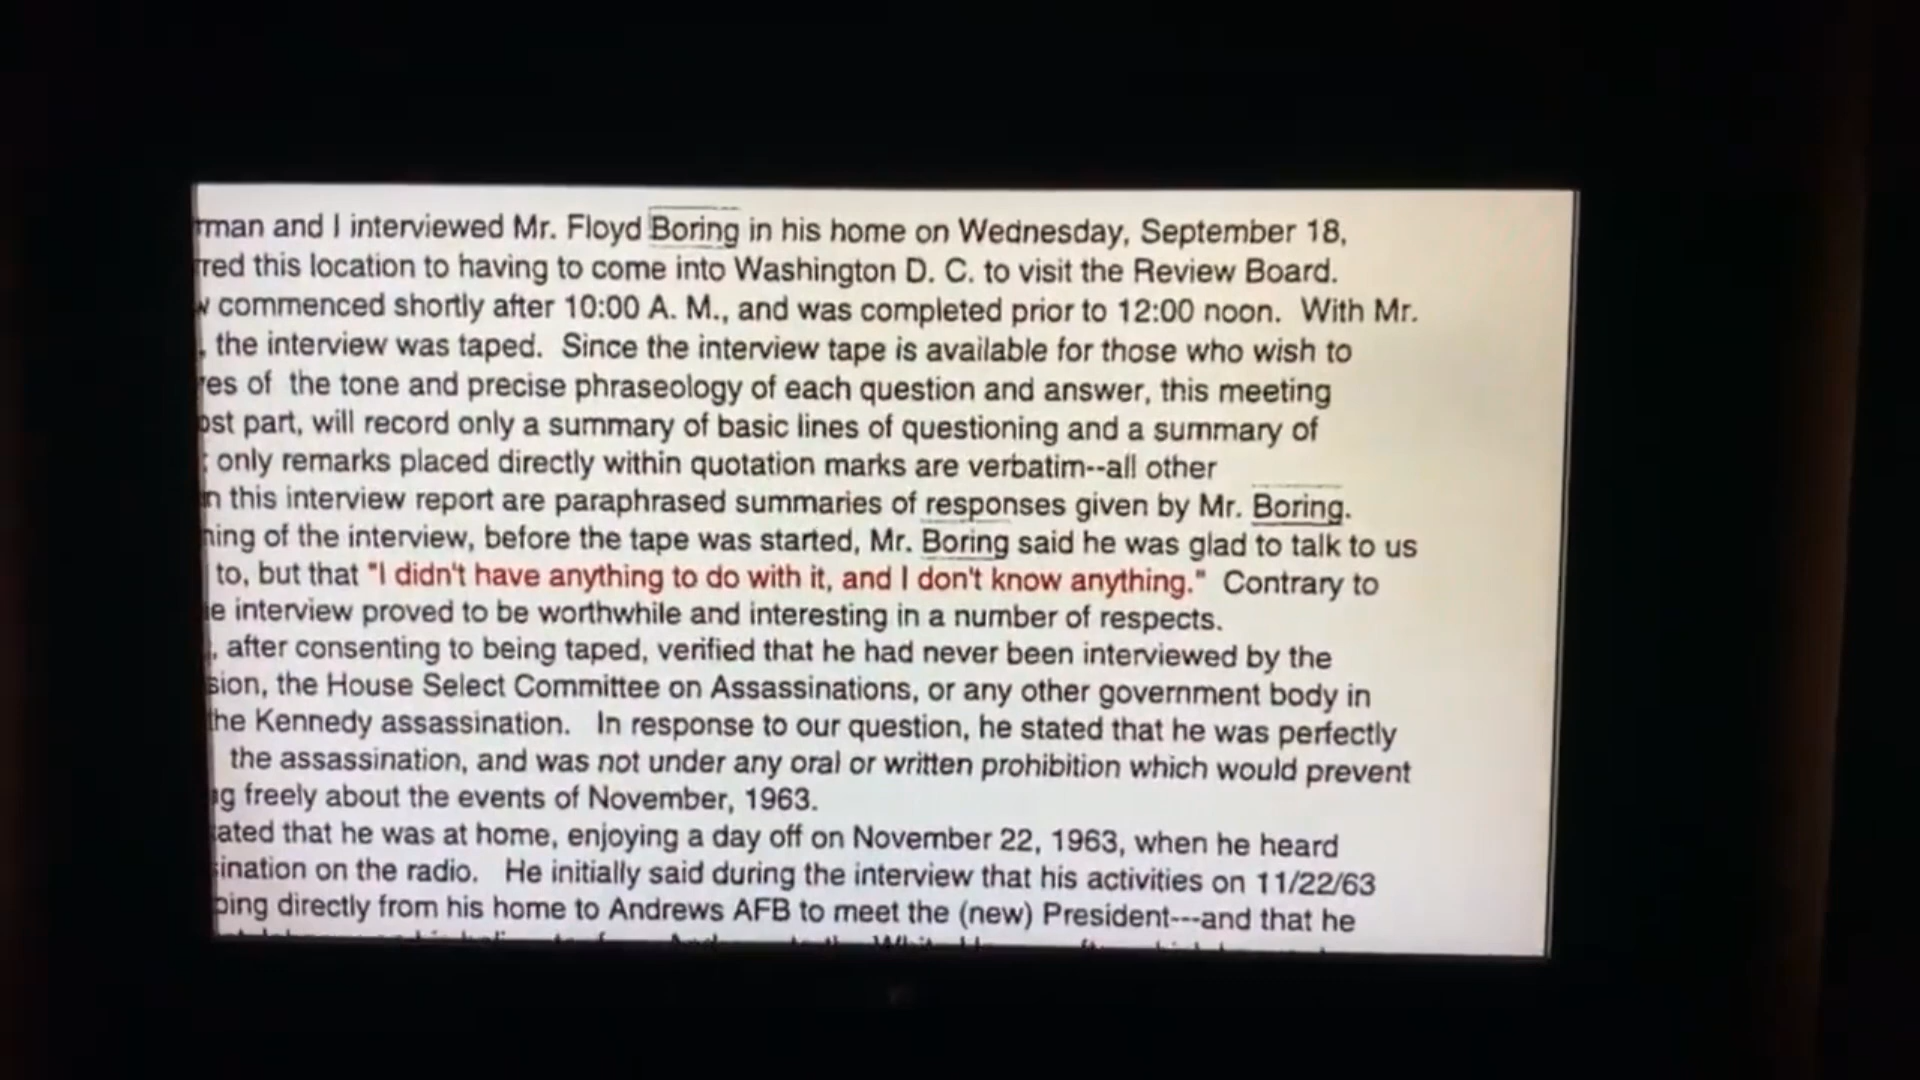 rman and I interviewed Mr. Floyd Boring in his home on Wednesday, September 18,
rred this location to having to come into Washington D. C. to visit the Review Board.
w commenced shortly after 10:00 A. M., and was completed prior to 12:00 noon. With Mr.
, the interview was taped. Since the interview tape is available for those who wish to
res of the tone and precise phraseology of each question and answer, this meeting
ost part, will record only a summary of basic lines of questioning and a summary of
only remarks placed directly within quotation marks are verbatim--all other
n this interview report are paraphrased summaries of responses given by Mr. Boring.
ning of the interview, before the tape was started, Mr. Boring said he was glad to talk to us
to, but that "I didn't have anything to do with it, and I don't know anything." Contrary to
e interview proved to be worthwhile and interesting in a number of respects.
, after consenting to being taped, verified that he had never been interviewed by the
sion, the House Select Committee on Assassinations, or any other government body in
the Kennedy assassination. In response to our question, he stated that he was perfectly
the assassination, and was not under any oral or written prohibition which would prevent
g freely about the events of November, 1963.
ated that he was at home, enjoying a day off on November 22, 1963, when he heard
ination on the radio. He initially said during the interview that his activities on 11/22/63
ping directly from his home to Andrews AFB to meet the (new) President---and that he